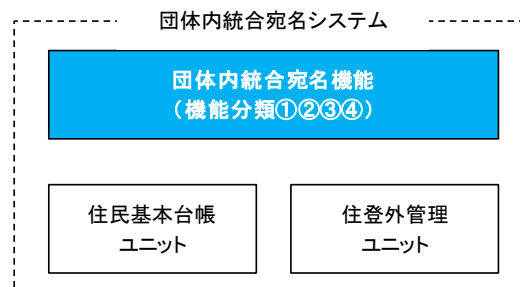 団体内統合宛名システム
団体内統合宛名機能
（機能分類①②③④）
住民基本台帳
ユニット
住登外管理
ユニット